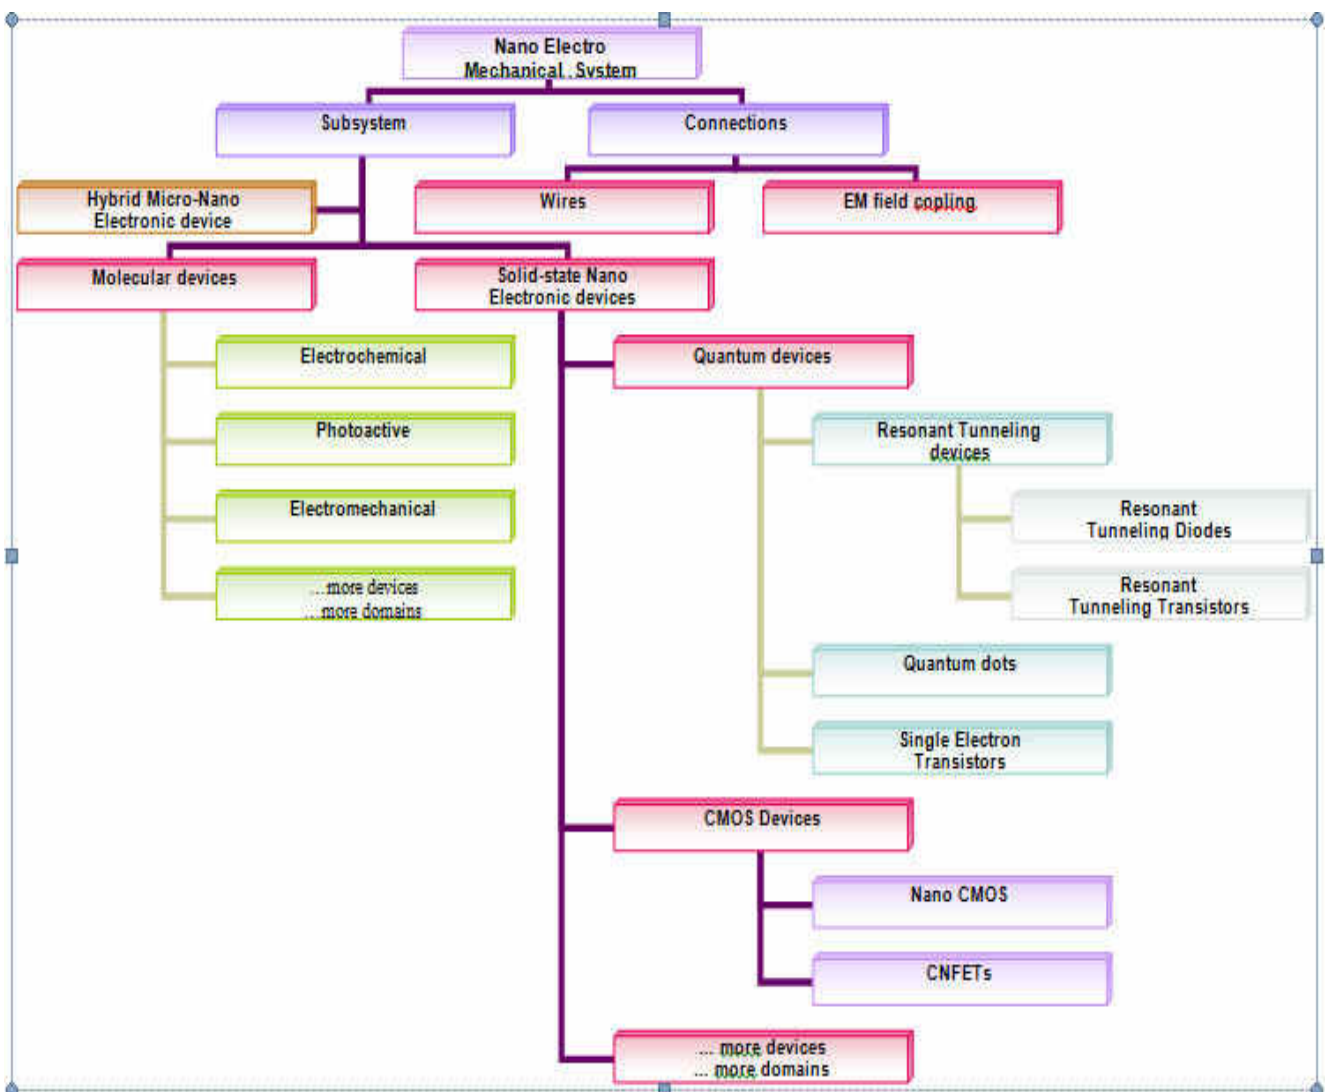 Nano Electro
Mechanical .System
Subsystem
Connections
Hybrid Micro-Nano
Electronic device
Wires
EM field copling
Molecular devices
Solid-state Nano
Electronic devices
Electrochemical
Quantum devices
Photoactive
Resonant Tunneling
devices
Electromechanical
Resonant
Tunneling Diodes
...more devices
...more domains
Resonant
Tunneling Transistors
Quantum dots
Single Electron
Transistors
CMOS Devices
Nano CMOS
CNFETs
... more devices
... more domains